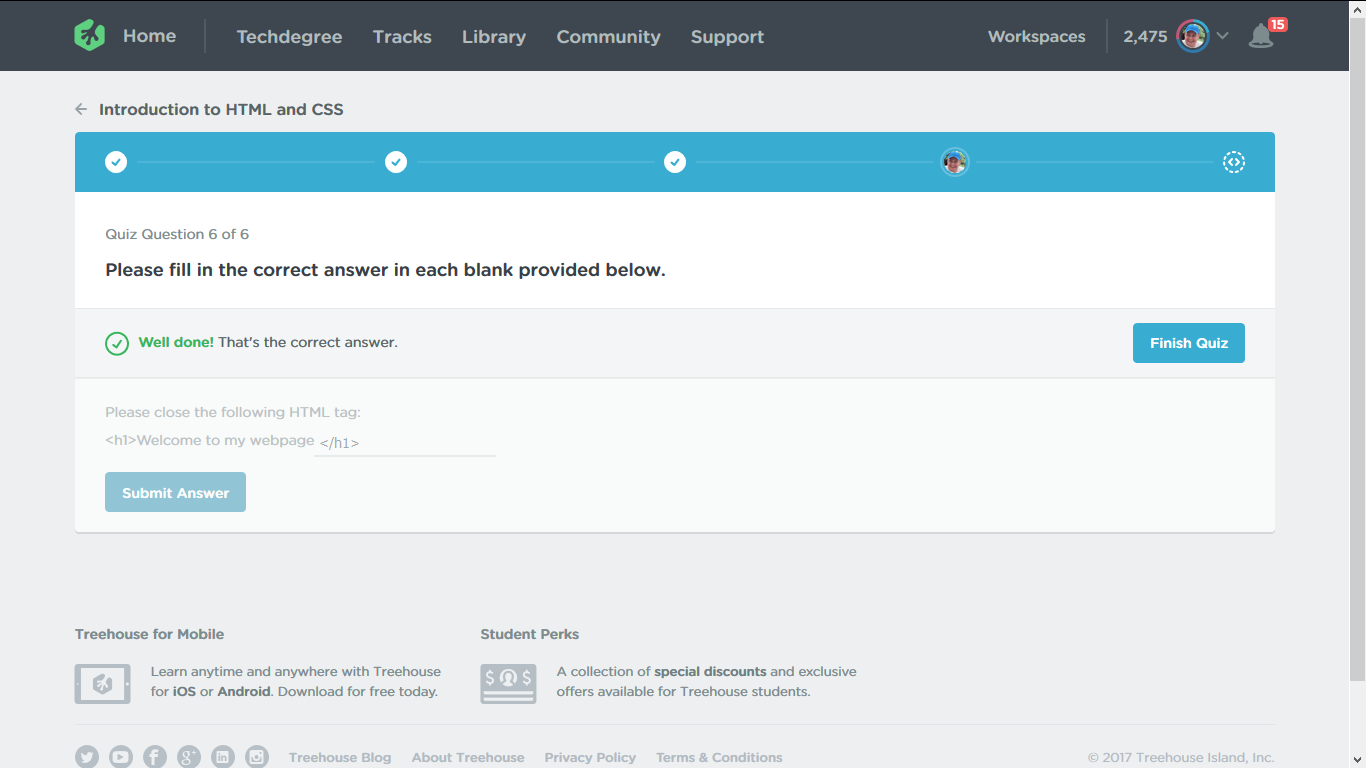 Home
Techdegree
Tracks
Library
Community
Support
Workspaces
2,475
15
← Introduction to HTML and CSS
Quiz Question 6 of 6
Please fill in the correct answer in each blank provided below.
Well done! That's the correct answer.
Finish Quiz
Please close the following HTML tag:
<h1>Welcome to my webpage </h1>
Submit Answer
Treehouse for Mobile
Learn anytime and anywhere with Treehouse
for iOS or Android. Download for free today.
Student Perks
$ $
A collection of special discounts and exclusive
offers available for Treehouse students.
Treehouse Blog
About Treehouse
Privacy Policy
Terms & Conditions
© 2017 Treehouse Island, Inc.